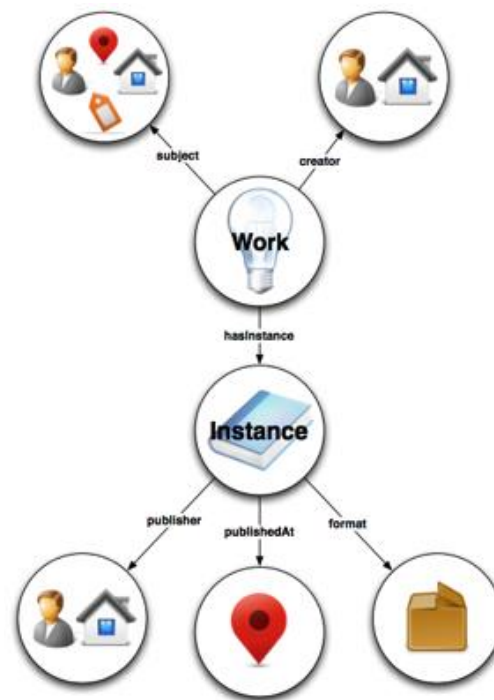 subject
creator
Work
hasInstance
Instance
publisher
publishedAt
format